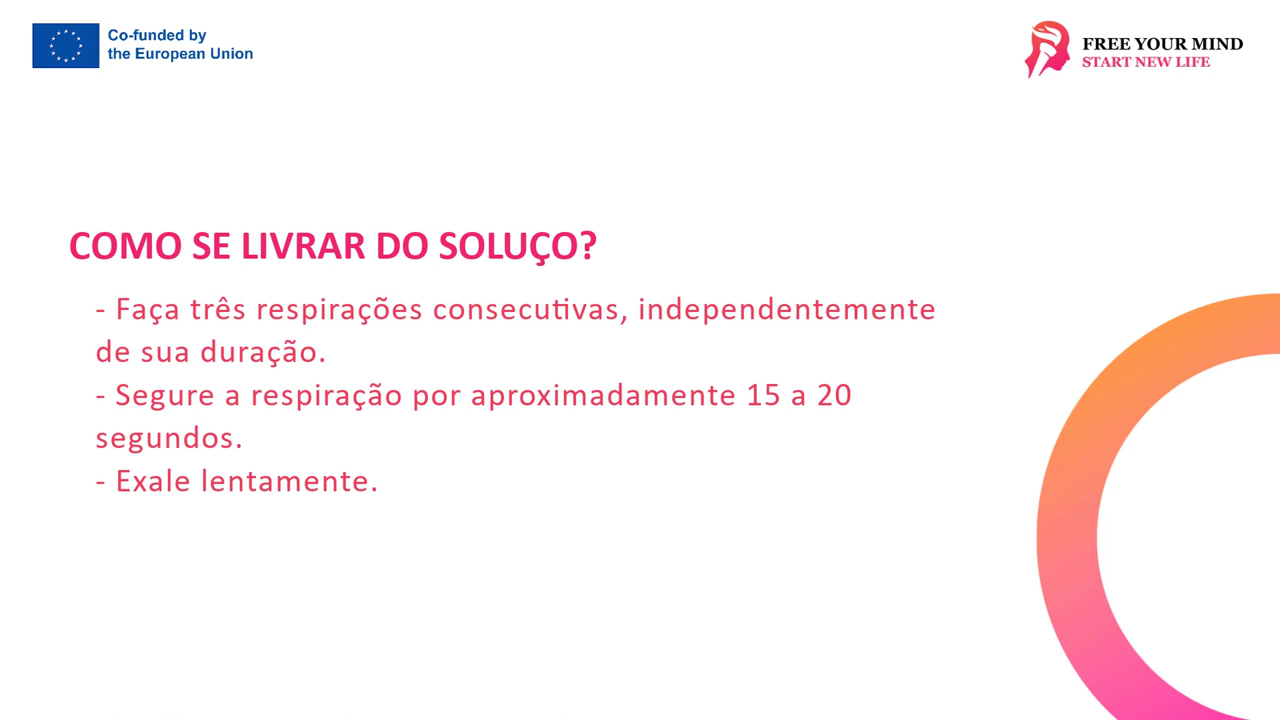 Co-funded by
the European Union
FREE YOUR MIND
START NEW LIFE
COMO SE LIVRAR DO SOLUÇO?
- Faça três respirações consecutivas, independentemente
de sua duração.
- Segure a respiração por aproximadamente 15 a 20
segundos.
- Exale lentamente.